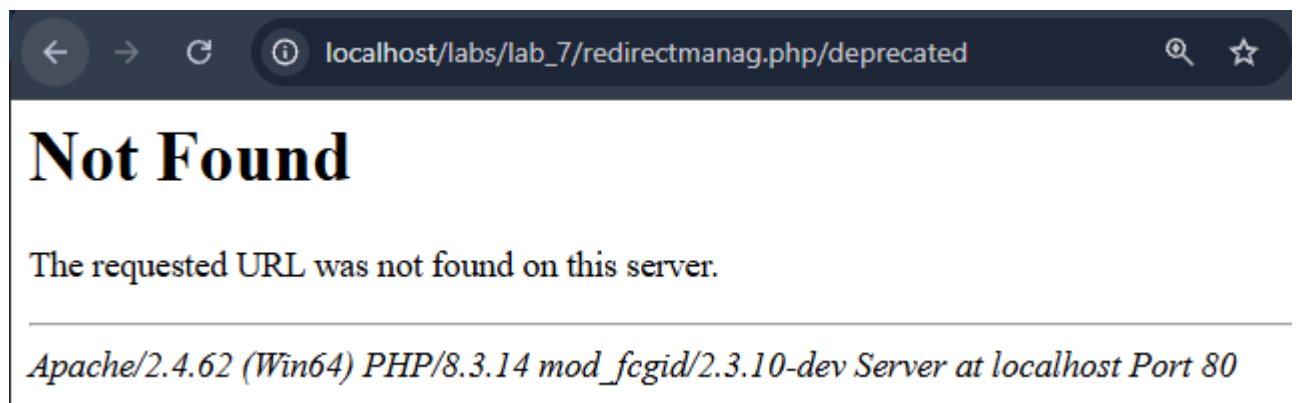 localhost/labs/lab_7/redirectmanag.php/deprecated
Not Found
The requested URL was not found on this server.
Apache/2.4.62 (Win64) PHP/8.3.14 mod_fcgid/2.3.10-dev Server at localhost Port 80